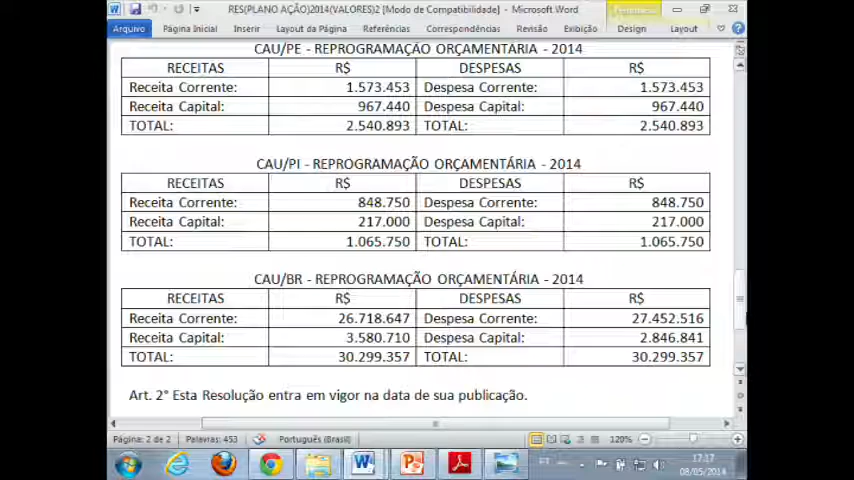 RES(PLANO AÇÃO)2014(VALORES)2 [Modo de Compatibilidade] - Microsoft Word
Arquivo Página Inicial Inserir Layout da Página Referências Correspondências Revisão Exibição Design Layout
CAU/PE - REPROGRAMAÇÃO ORÇAMENTÁRIA - 2014
RECEITAS R$ DESPESAS R$
Receita Corrente: 1.573.453 Despesa Corrente: 1.573.453
Receita Capital: 967.440 Despesa Capital: 967.440
TOTAL: 2.540.893 TOTAL: 2.540.893
CAU/PI - REPROGRAMAÇÃO ORÇAMENTÁRIA - 2014
RECEITAS R$ DESPESAS R$
Receita Corrente: 848.750 Despesa Corrente: 848.750
Receita Capital: 217.000 Despesa Capital: 217.000
TOTAL: 1.065.750 TOTAL: 1.065.750
CAU/BR - REPROGRAMAÇÃO ORÇAMENTÁRIA - 2014
RECEITAS R$ DESPESAS R$
Receita Corrente: 26.718.647 Despesa Corrente: 27.452.516
Receita Capital: 3.580.710 Despesa Capital: 2.846.841
TOTAL: 30.299.357 TOTAL: 30.299.357
Art. 2° Esta Resolução entra em vigor na data de sua publicação.
Página: 2 de 2 Palavras: 453 Português (Brasil) 120%
PT 17:17
08/05/2014